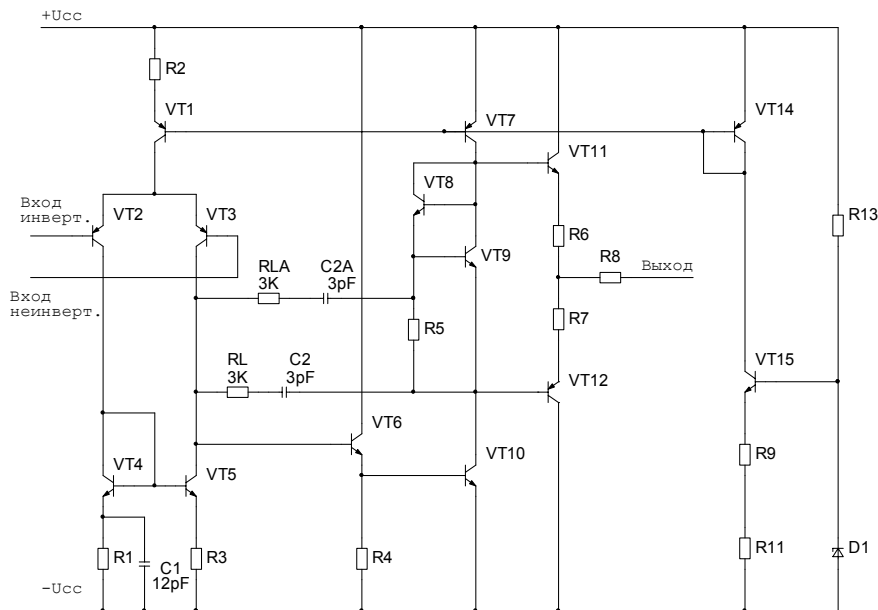 +Ucc
R2
VT1
VT7
VT14
VT11
VT8
Вход
инверт.
VT2
VT3
R13
R6
RLA
3K
C2A
3pF
VT9
R8
Выход
Вход
неинверт.
R5
R7
RL
3K
C2
3pF
VT15
VT12
VT6
VT10
VT4
VT5
R9
R1
C1
12pF
R3
R4
R11
D1
-Ucc